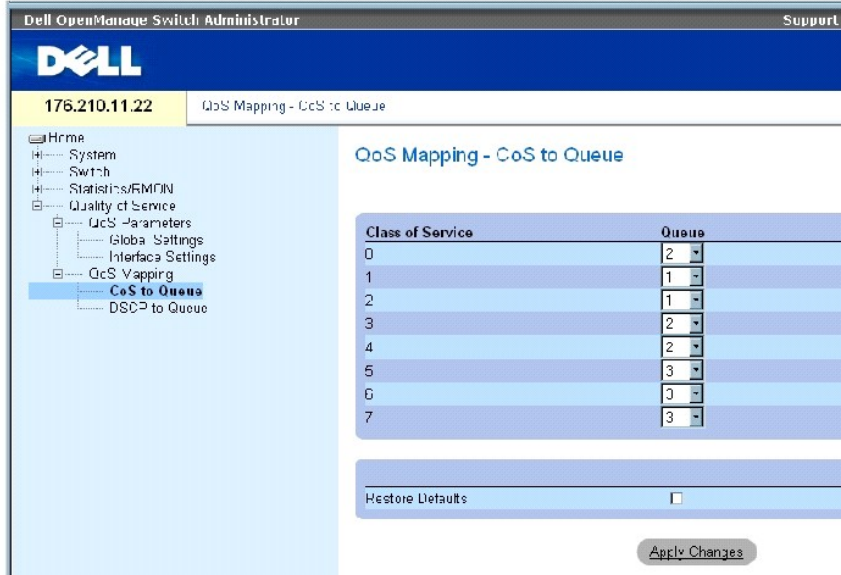 Dell OpenManage Switch Administrator
Support
DELL
176.210.11.22
QoS Mapping - CoS to Queue
Home
System
Switch
Statistics/RMON
Quality of Service
QoS Parameters
Global Settings
Interface Settings
QoS Mapping
CoS to Queue
DSCP to Queue
QoS Mapping - CoS to Queue
Class of Service Queue
0 2
1 1
2 1
3 2
4 2
5 3
6
7 3
Restore Defaults
Apply Changes